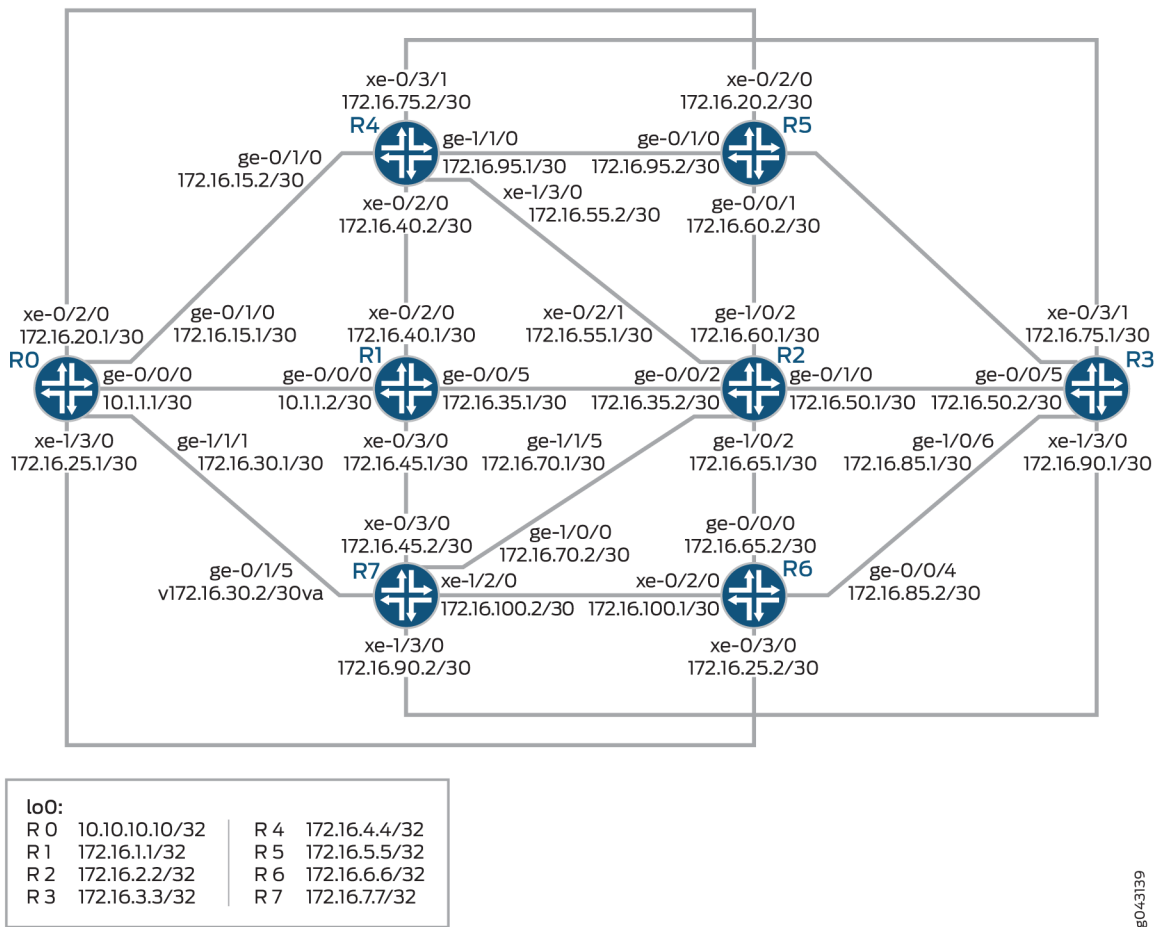 xe-0/3/1
172.16.75.2/30
R4
xe-0/2/0
172.16.20.2/30
R5
ge-0/1/0
172.16.15.2/30
ge-1/1/0
172.16.95.1/30
ge-0/1/0
172.16.95.2/30
xe-1/3/0
172.16.55.2/30
xe-0/2/0
172.16.40.2/30
ge-0/0/1
172.16.60.2/30
xe-0/2/0
172.16.20.1/30
R0
ge-0/1/0
172.16.15.1/30
xe-0/2/0
172.16.40.1/30
R1
xe-0/2/1
172.16.55.1/30
ge-1/0/2
172.16.60.1/30
R2
xe-0/3/1
172.16.75.1/30
R3
ge-0/0/0
10.1.1.1/30
ge-0/0/0
10.1.1.2/30
ge-0/0/5
172.16.35.1/30
ge-0/0/2
172.16.35.2/30
ge-0/1/0
172.16.50.1/30
ge-0/0/5
172.16.50.2/30
xe-1/3/0
172.16.25.1/30
ge-1/1/1
172.16.30.1/30
xe-0/3/0
172.16.45.1/30
ge-1/1/5
172.16.70.1/30
ge-1/0/2
172.16.65.1/30
ge-1/0/6
172.16.85.1/30
xe-1/3/0
172.16.90.1/30
xe-0/3/0
172.16.45.2/30
R7
ge-1/0/0
172.16.70.2/30
ge-0/0/0
172.16.65.2/30
R6
ge-0/1/5
v172.16.30.2/30va
xe-1/2/0
172.16.100.2/30
xe-0/2/0
172.16.100.1/30
ge-0/0/4
172.16.85.2/30
xe-1/3/0
172.16.90.2/30
xe-0/3/0
172.16.25.2/30
lo0:
R 0 10.10.10.10/32
R 1 172.16.1.1/32
R 2 172.16.2.2/32
R 3 172.16.3.3/32
R 4 172.16.4.4/32
R 5 172.16.5.5/32
R 6 172.16.6.6/32
R 7 172.16.7.7/32
g043139